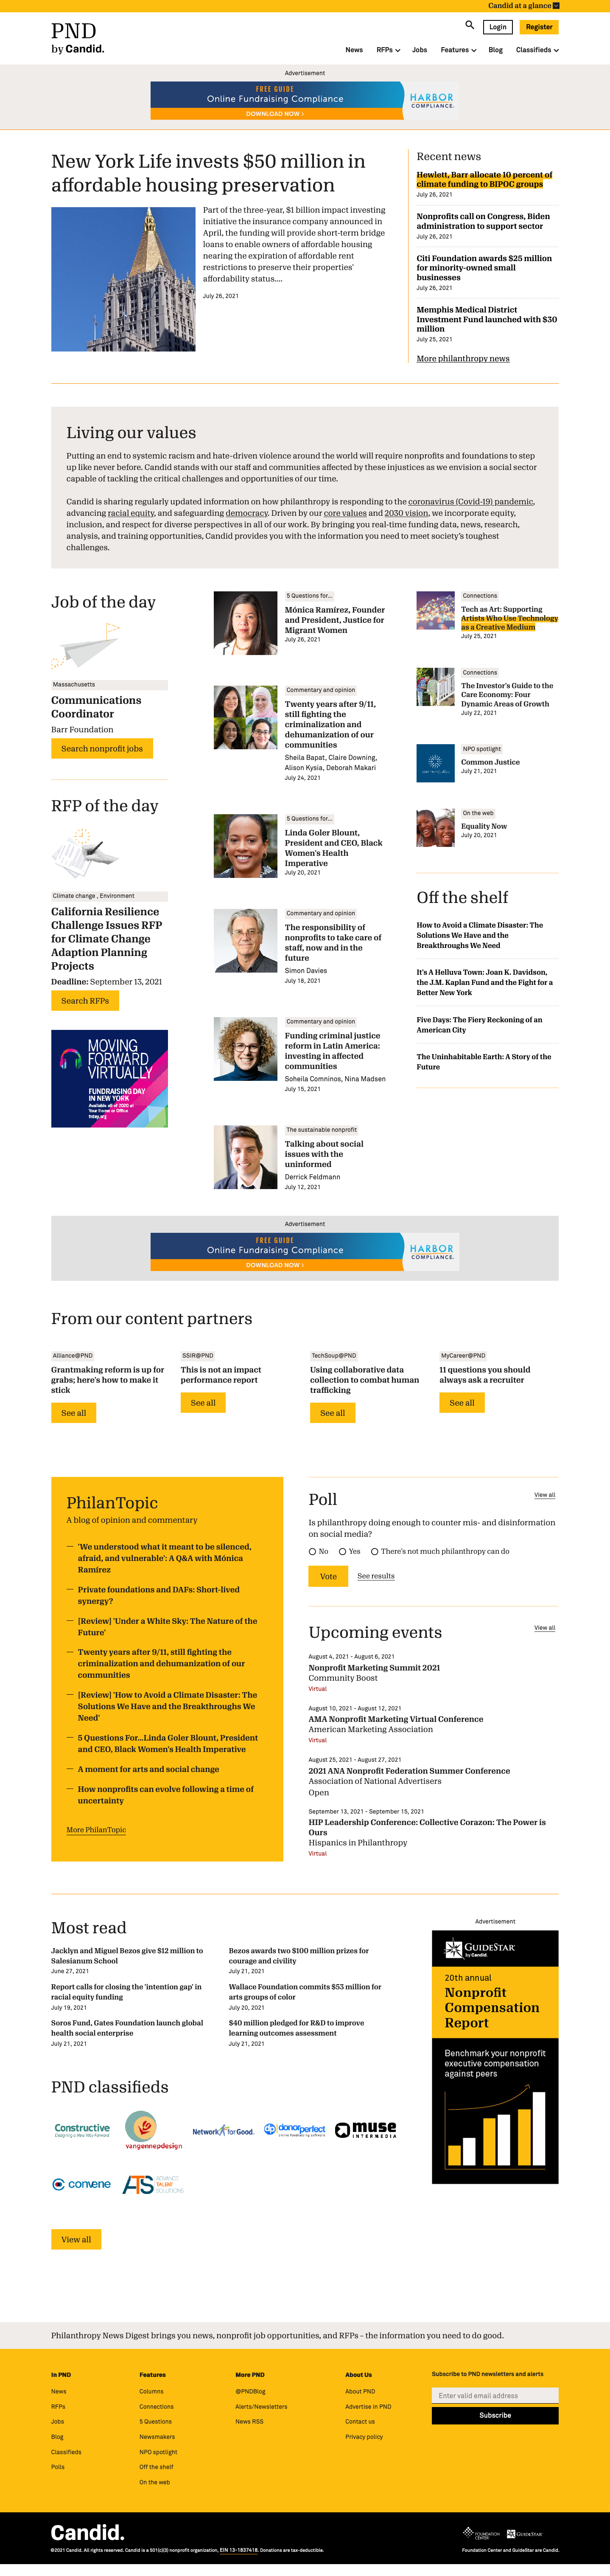 Candid at a glance
PND
by Candid.
Login
Register
News
RFPs
Jobs
Features
Blog
Classifieds
Advertisement
FREE GUIDE
Online Fundraising Compliance
DOWNLOAD NOW ›
HARBOR
COMPLIANCE.
New York Life invests $50 million in
affordable housing preservation
Part of the three-year, $1 billion impact investing
initiative the insurance company announced in
April, the funding will provide short-term bridge
loans to enable owners of affordable housing
nearing the expiration of affordable rent
restrictions to preserve their properties'
affordability status....
July 26, 2021
Recent news
Hewlett, Barr allocate 10 percent of
climate funding to BIPOC groups
July 26, 2021
Nonprofits call on Congress, Biden
administration to support sector
July 26, 2021
Citi Foundation awards $25 million
for minority-owned small
businesses
July 26, 2021
Memphis Medical District
Investment Fund launched with $30
million
July 25, 2021
More philanthropy news
Living our values
Putting an end to systemic racism and hate-driven violence around the world will require nonprofits and foundations to step
up like never before. Candid stands with our staff and communities affected by these injustices as we envision a social sector
capable of tackling the critical challenges and opportunities of our time.
Candid is sharing regularly updated information on how philanthropy is responding to the coronavirus (Covid-19) pandemic,
advancing racial equity, and safeguarding democracy. Driven by our core values and 2030 vision, we incorporate equity,
inclusion, and respect for diverse perspectives in all of our work. By bringing you real-time funding data, news, research,
analysis, and training opportunities, Candid provides you with the information you need to meet society's toughest
challenges.
Job of the day
Massachusetts
Communications
Coordinator
Barr Foundation
Search nonprofit jobs
RFP of the day
Climate change , Environment
California Resilience
Challenge Issues RFP
for Climate Change
Adaption Planning
Projects
Deadline: September 13, 2021
Search RFPs
MOVING
FORWARD
VIRTUALLY
FUNDRAISING DAY
IN NEW YORK
Available all of 2021 at
Your Home or Office
fridny.org
5 Questions for...
Mónica Ramírez, Founder
and President, Justice for
Migrant Women
July 26, 2021
Commentary and opinion
Twenty years after 9/11,
still fighting the
criminalization and
dehumanization of our
communities
Sheila Bapat, Claire Downing,
Alison Kysia, Deborah Makari
July 24, 2021
5 Questions for...
Linda Goler Blount,
President and CEO, Black
Women's Health
Imperative
July 20, 2021
Commentary and opinion
The responsibility of
nonprofits to take care of
staff, now and in the
future
Simon Davies
July 18, 2021
Commentary and opinion
Funding criminal justice
reform in Latin America:
investing in affected
communities
Soheila Comninos, Nina Madsen
July 15, 2021
The sustainable nonprofit
Talking about social
issues with the
uninformed
Derrick Feldmann
July 12, 2021
Connections
Tech as Art: Supporting
Artists Who Use Technology
as a Creative Medium
July 25, 2021
Connections
The Investor's Guide to the
Care Economy: Four
Dynamic Areas of Growth
July 22, 2021
NPO spotlight
Common Justice
July 21, 2021
On the web
Equality Now
July 20, 2021
Off the shelf
How to Avoid a Climate Disaster: The
Solutions We Have and the
Breakthroughs We Need
It's A Helluva Town: Joan K. Davidson,
the J.M. Kaplan Fund and the Fight for a
Better New York
Five Days: The Fiery Reckoning of an
American City
The Uninhabitable Earth: A Story of the
Future
Advertisement
FREE GUIDE
Online Fundraising Compliance
DOWNLOAD NOW ›
HARBOR
COMPLIANCE.
From our content partners
Alliance@PND
Grantmaking reform is up for
grabs; here's how to make it
stick
See all
SSIR@PND
This is not an impact
performance report
See all
TechSoup@PND
Using collaborative data
collection to combat human
trafficking
See all
MyCareer@PND
11 questions you should
always ask a recruiter
See all
PhilanTopic
A blog of opinion and commentary
'We understood what it meant to be silenced,
afraid, and vulnerable': A Q&A with Mónica
Ramírez
Private foundations and DAFs: Short-lived
synergy?
[Review] 'Under a White Sky: The Nature of the
Future'
Twenty years after 9/11, still fighting the
criminalization and dehumanization of our
communities
[Review] 'How to Avoid a Climate Disaster: The
Solutions We Have and the Breakthroughs We
Need'
5 Questions For...Linda Goler Blount, President
and CEO, Black Women's Health Imperative
A moment for arts and social change
How nonprofits can evolve following a time of
uncertainty
More PhilanTopic
Poll
View all
Is philanthropy doing enough to counter mis- and disinformation
on social media?
No
Yes
There's not much philanthropy can do
Vote
See results
Upcoming events
View all
August 4, 2021 - August 6, 2021
Nonprofit Marketing Summit 2021
Community Boost
Virtual
August 10, 2021 - August 12, 2021
AMA Nonprofit Marketing Virtual Conference
American Marketing Association
Virtual
August 25, 2021 - August 27, 2021
2021 ANA Nonprofit Federation Summer Conference
Association of National Advertisers
Open
September 13, 2021 - September 15, 2021
HIP Leadership Conference: Collective Corazon: The Power is
Ours
Hispanics in Philanthropy
Virtual
Most read
Jacklyn and Miguel Bezos give $12 million to
Salesianum School
June 27, 2021
Report calls for closing the 'intention gap' in
racial equity funding
July 19, 2021
Soros Fund, Gates Foundation launch global
health social enterprise
July 21, 2021
Bezos awards two $100 million prizes for
courage and civility
July 21, 2021
Wallace Foundation commits $53 million for
arts groups of color
July 20, 2021
$40 million pledged for R&D to improve
learning outcomes assessment
July 21, 2021
Advertisement
GUIDESTAR
by Candid.
20th annual
Nonprofit
Compensation
Report
Benchmark your nonprofit
executive compensation
against peers
PND classifieds
Constructive
Designing a New Way Forward
vangennepdesign
Network for Good.
donorperfect
muse
INTERMEDIA
convene
ATS
ADVANCE
TALENT
SOLUTIONS
View all
Philanthropy News Digest brings you news, nonprofit job opportunities, and RFPs - the information you need to do good.
In PND
News
RFPs
Jobs
Blog
Classifieds
Polls
Features
Columns
Connections
5 Questions
Newsmakers
NPO spotlight
Off the shelf
On the web
More PND
@PNDBlog
Alerts/Newsletters
News RSS
About Us
About PND
Advertise in PND
Contact us
Privacy policy
Subscribe to PND newsletters and alerts
Enter valid email address
Subscribe
Candid.
©2021 Candid. All rights reserved. Candid is a 501(c)(3) nonprofit organization, EIN 13-1837418. Donations are tax-deductible.
FOUNDATION
CENTER
GUIDESTAR
Foundation Center and GuideStar are Candid.